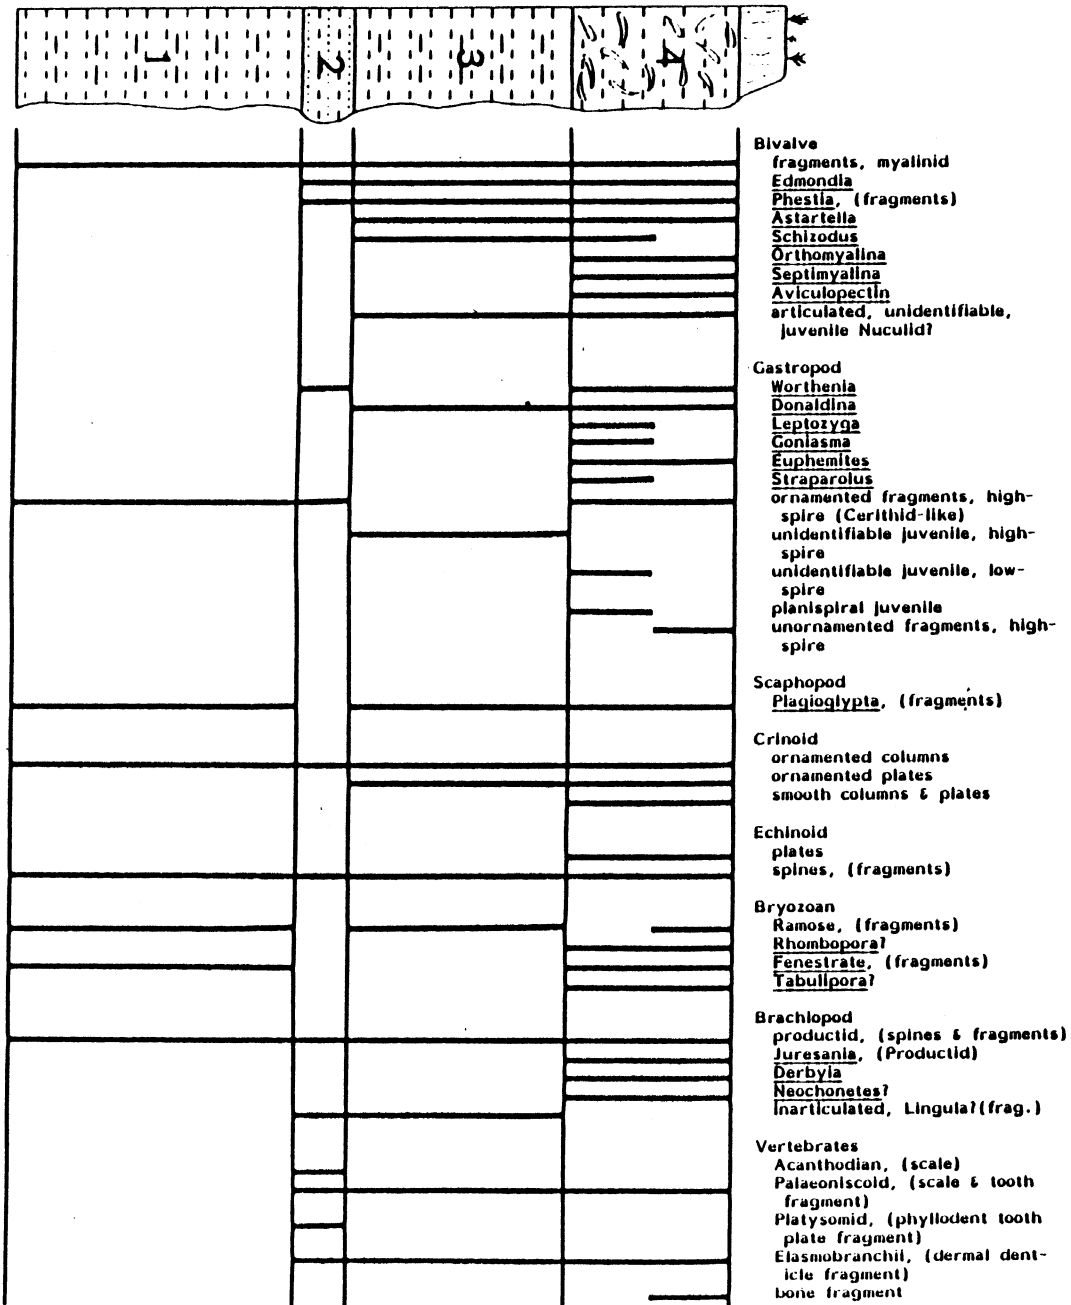 1
2
3
4
Bivalve
fragments, myalinid
Edmondia
Phestia, (fragments)
Astartella
Schizodus
Orthomyalina
Septimyalina
Aviculopectin
articulated, unidentifiable,
juvenile Nuculid?
Gastropod
Worthenia
Donaldina
Leptozyga
Goniasma
Euphemites
Straparolus
ornamented fragments, high-
spire (Cerithid-like)
unidentifiable juvenile, high-
spire
unidentifiable juvenile, low-
spire
planispiral juvenile
unornamented fragments, high-
spire
Scaphopod
Plagioglypta, (fragments)
Crinoid
ornamented columns
ornamented plates
smooth columns & plates
Echinoid
plates
spines, (fragments)
Bryozoan
Ramose, (fragments)
Rhombopora?
Fenestrate, (fragments)
Tabulipora?
Brachiopod
productid, (spines & fragments)
Juresania, (Productid)
Derbyia
Neochonetes?
Inarticulated, Lingula?(frag.)
Vertebrates
Acanthodian, (scale)
Palaeoniscoid, (scale & tooth
fragment)
Platysomid, (phyllodent tooth
plate fragment)
Elasmobranchii, (dermal dent-
icle fragment)
bone fragment